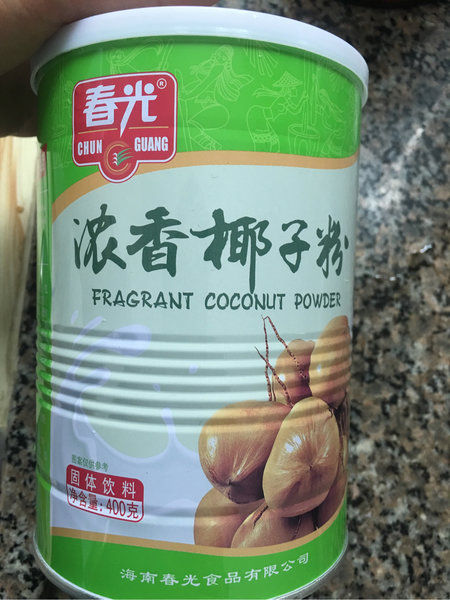 春光®
CHUN GUANG
浓香椰子粉
FRAGRANT COCONUT POWDER
图案仅供参考
固体饮料
净含量:400克
海南春光食品有限公司